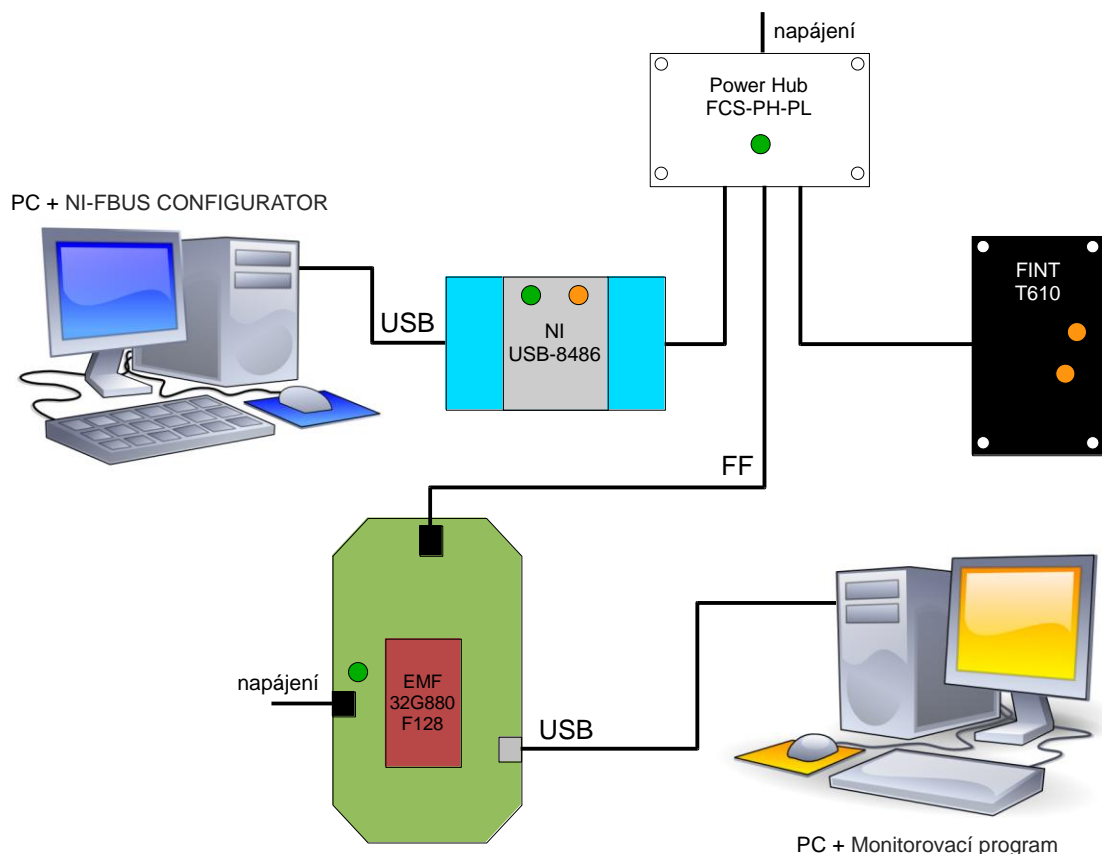 napájení
Power Hub
FCS-PH-PL
PC + NI-FBUS CONFIGURATOR
FINT
T610
USB
NI
USB-8486
FF
napájení
EMF
32G880
F128
USB
PC + Monitorovací program